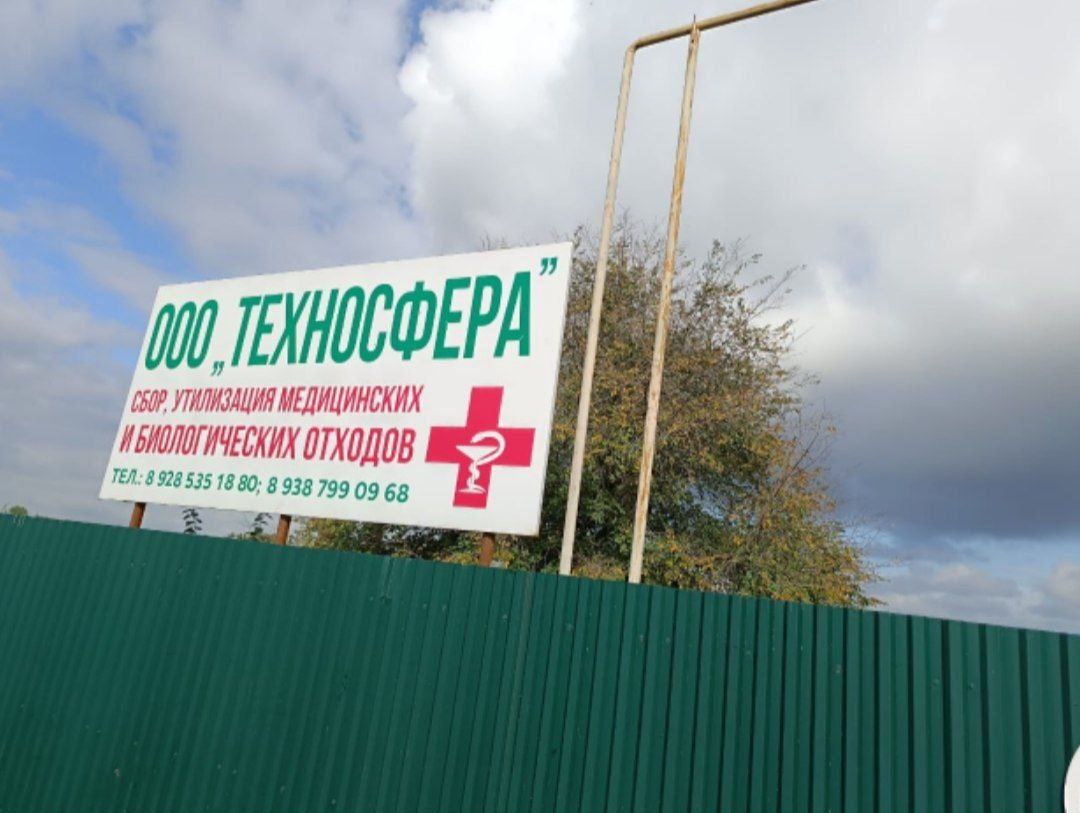 ООО „ТЕХНОСФЕРА”
СБОР, УТИЛИЗАЦИЯ МЕДИЦИНСКИХ
И БИОЛОГИЧЕСКИХ ОТХОДОВ
ТЕЛ.: 8 928 535 18 80; 8 938 799 09 68